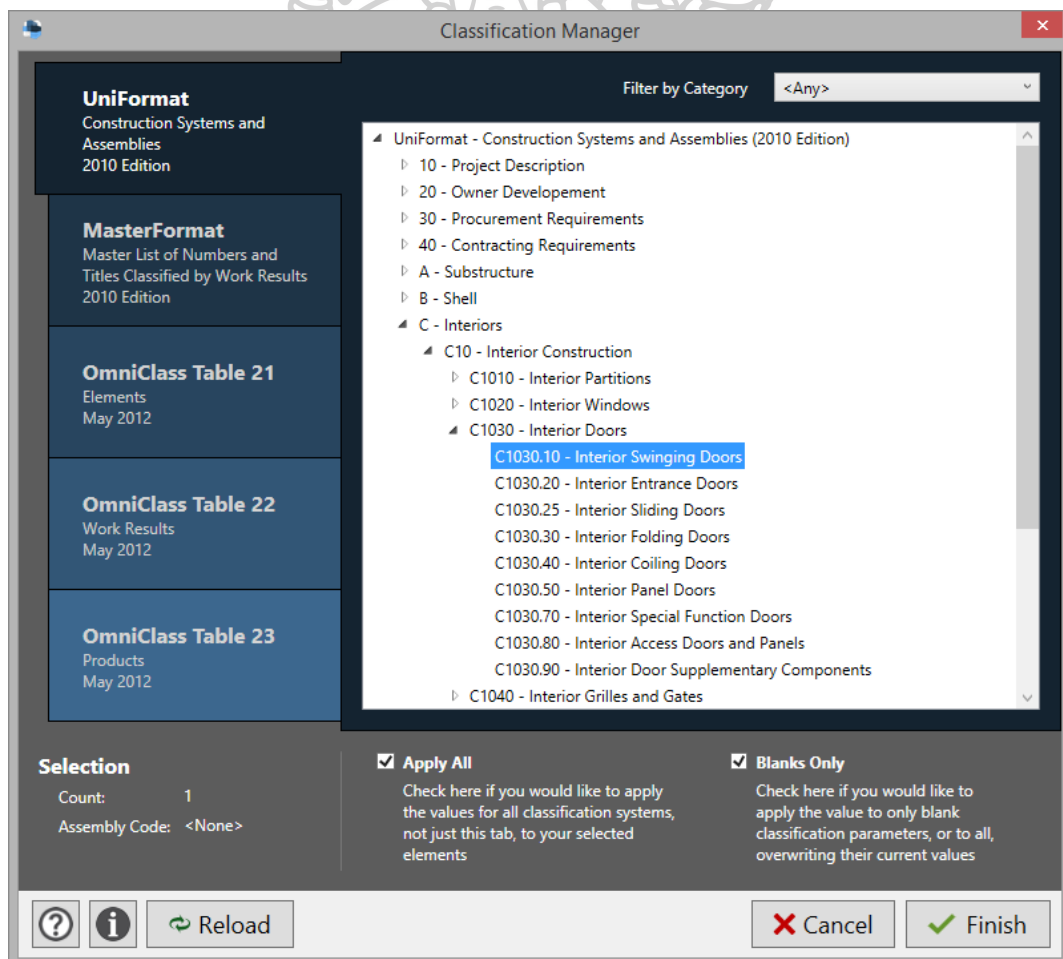 Classification Manager
UniFormat
Construction Systems and
Assemblies
2010 Edition
MasterFormat
Master List of Numbers and
Titles Classified by Work Results
2010 Edition
OmniClass Table 21
Elements
May 2012
OmniClass Table 22
Work Results
May 2012
OmniClass Table 23
Products
May 2012
Filter by Category <Any>
UniFormat - Construction Systems and Assemblies (2010 Edition)
10 - Project Description
20 - Owner Developement
30 - Procurement Requirements
40 - Contracting Requirements
A - Substructure
B - Shell
C - Interiors
C10 - Interior Construction
C1010 - Interior Partitions
C1020 - Interior Windows
C1030 - Interior Doors
C1030.10 - Interior Swinging Doors
C1030.20 - Interior Entrance Doors
C1030.25 - Interior Sliding Doors
C1030.30 - Interior Folding Doors
C1030.40 - Interior Coiling Doors
C1030.50 - Interior Panel Doors
C1030.70 - Interior Special Function Doors
C1030.80 - Interior Access Doors and Panels
C1030.90 - Interior Door Supplementary Components
C1040 - Interior Grilles and Gates
Selection
Count: 1
Assembly Code: <None>
Apply All
Check here if you would like to apply
the values for all classification systems,
not just this tab, to your selected
elements
Blanks Only
Check here if you would like to
apply the value to only blank
classification parameters, or to all,
overwriting their current values
Reload
Cancel
Finish